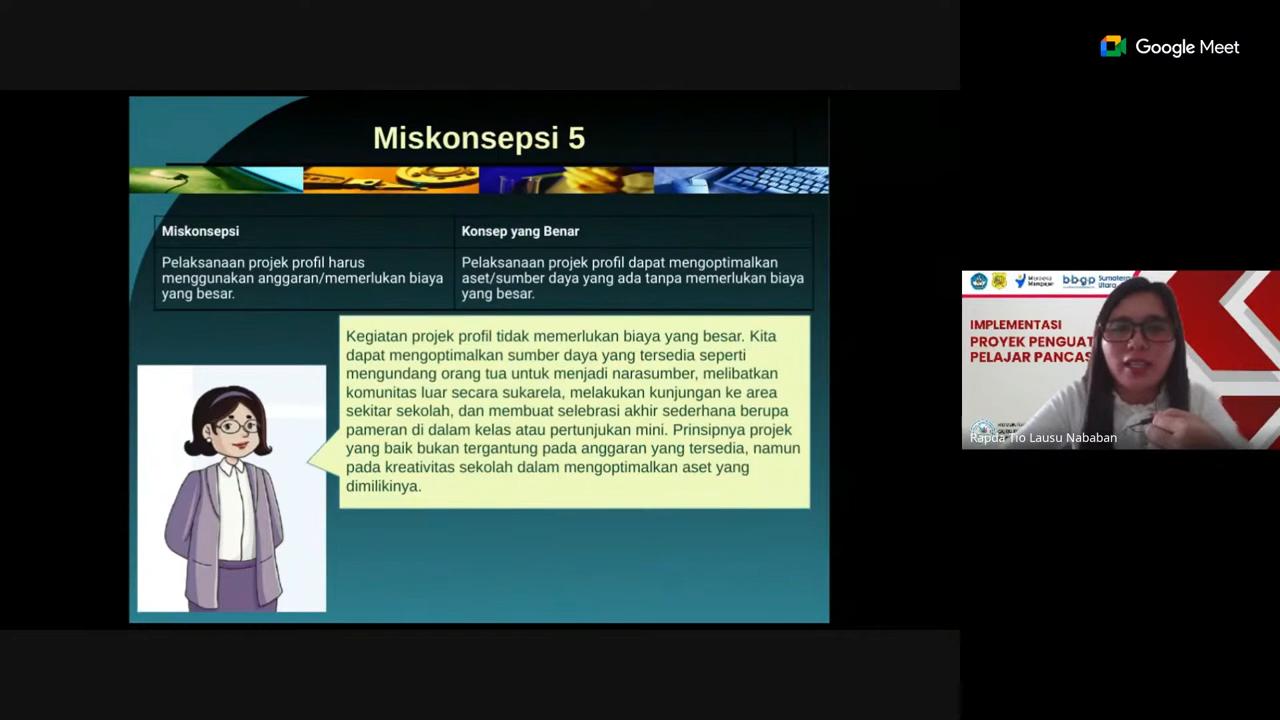 Google Meet
Miskonsepsi 5
Miskonsepsi
Konsep yang Benar
Pelaksanaan projek profil harus
menggunakan anggaran/memerlukan biaya
yang besar.
Pelaksanaan projek profil dapat mengoptimalkan
aset/sumber daya yang ada tanpa memerlukan biaya
yang besar.
Kegiatan projek profil tidak memerlukan biaya yang besar. Kita
dapat mengoptimalkan sumber daya yang tersedia seperti
mengundang orang tua untuk menjadi narasumber, melibatkan
komunitas luar secara sukarela, melakukan kunjungan ke area
sekitar sekolah, dan membuat selebrasi akhir sederhana berupa
pameran di dalam kelas atau pertunjukan mini. Prinsipnya projek
yang baik bukan tergantung pada anggaran yang tersedia, namun
pada kreativitas sekolah dalam mengoptimalkan aset yang
dimilikinya.
Merdeka
Mengajar
bbgp
Sumatera
Utara
IMPLEMENTASI
PROYEK PENGUAT
PELAJAR PANCAS
Rapda Tio Lausu Nababan